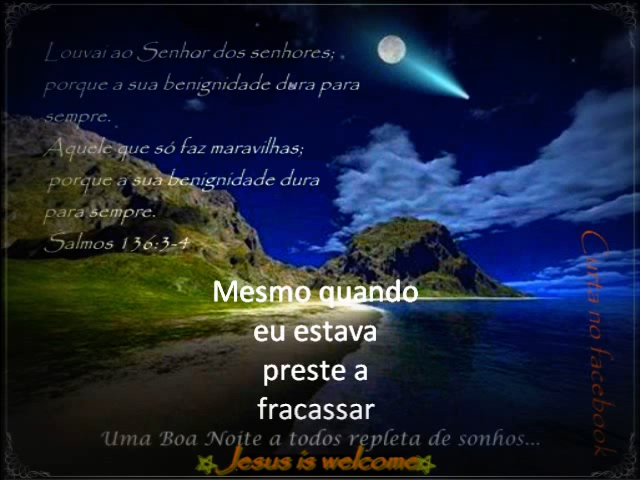 Louvai ao Senhor dos senhores;
porque a sua benignidade dura para
sempre.
Aquele que só faz maravilhas;
porque a sua benignidade dura
para sempre.
Salmos 136:3-4
Mesmo quando
eu estava
preste a
fracassar
Curta no facebook
Uma Boa Noite a todos repleta de sonhos...
Jesus is welcome